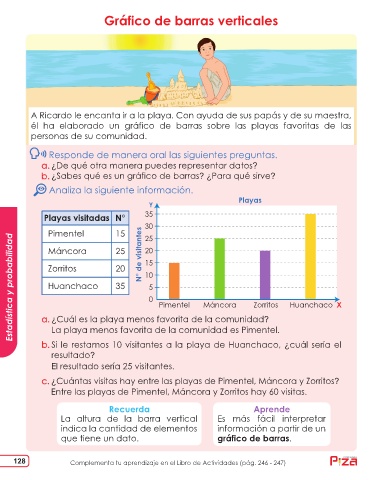 Gráfico de barras verticales
A Ricardo le encanta ir a la playa. Con ayuda de sus papás y de su maestra,
él ha elaborado un gráfico de barras sobre las playas favoritas de las
personas de su comunidad.
Responde de manera oral las siguientes preguntas.
a. ¿De qué otra manera puedes representar datos?
b. ¿Sabes qué es un gráfico de barras? ¿Para qué sirve?
Analiza la siguiente información.
Playas visitadas N°
Pimentel 15
Máncora 25
Zorritos 20
Huanchaco 35
Playas
Y
N° de visitantes
35
30
25
20
15
10
5
0
Pimentel Máncora Zorritos Huanchaco X
a. ¿Cuál es la playa menos favorita de la comunidad?
La playa menos favorita de la comunidad es Pimentel.
b. Si le restamos 10 visitantes a la playa de Huanchaco, ¿cuál sería el
resultado?
El resultado sería 25 visitantes.
c. ¿Cuántas visitas hay entre las playas de Pimentel, Máncora y Zorritos?
Entre las playas de Pimentel, Máncora y Zorritos hay 60 visitas.
Recuerda
La altura de la barra vertical
indica la cantidad de elementos
que tiene un dato.
Aprende
Es más fácil interpretar
información a partir de un
gráfico de barras.
Estadística y probabilidad
128
Complementa tu aprendizaje en el Libro de Actividades (pág. 246 - 247)